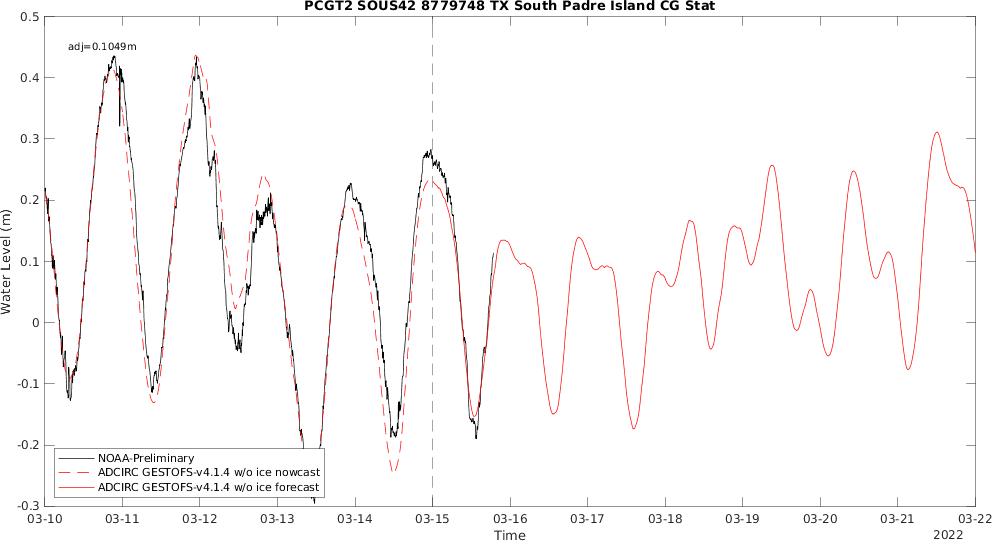 PCGT2 SOUS42 8779748 TX South Padre Island CG Stat
adj=0.1049m
0.5
0.4
0.3
0.2
0.1
0
-0.1
-0.2
-0.3
Water Level (m)
NOAA-Preliminary
ADCIRC GESTOFS-v4.1.4 w/o ice nowcast
ADCIRC GESTOFS-v4.1.4 w/o ice forecast
03-10 03-11 03-12 03-13 03-14 03-15 03-16 03-17 03-18 03-19 03-20 03-21 03-22
Time
2022